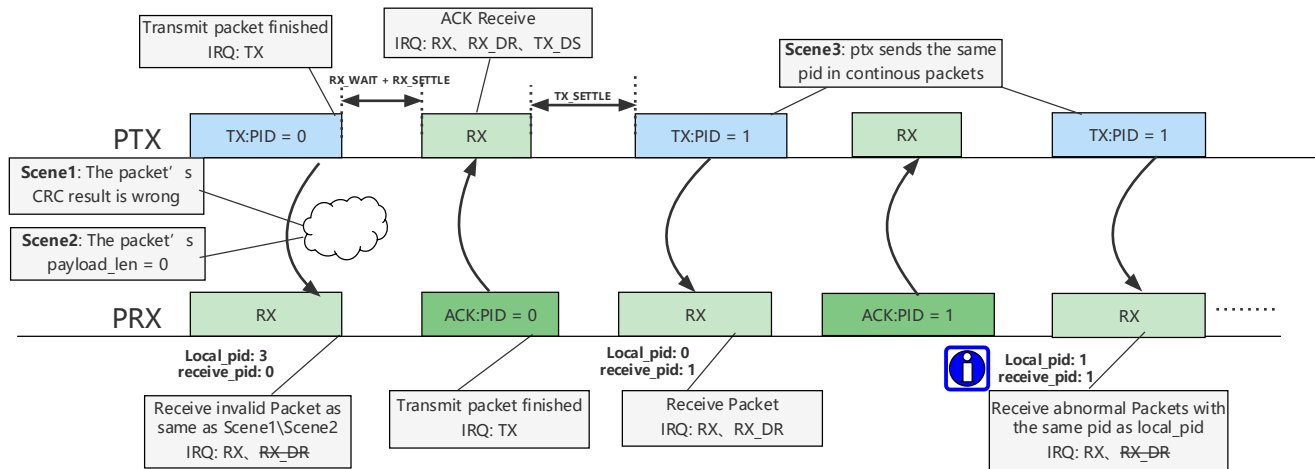 Transmit packet finished
IRQ: TX
ACK Receive
IRQ: RX、RX_DR、TX_DS
Scene3: ptx sends the same
pid in continous packets
RX_WAIT + RX_SETTLE
TX_SETTLE
PTX
TX:PID = 0
RX
TX:PID = 1
RX
TX:PID = 1
Scene1: The packet’s
CRC result is wrong
Scene2: The packet’s
payload_len = 0
PRX
RX
ACK:PID = 0
RX
ACK:PID = 1
RX
Local_pid: 3
receive_pid: 0
Local_pid: 0
receive_pid: 1
Local_pid: 1
receive_pid: 1
Receive invalid Packet as
same as Scene1\Scene2
IRQ: RX、RX_DR
Transmit packet finished
IRQ: TX
Receive Packet
IRQ: RX、RX_DR
Receive abnormal Packets with
the same pid as local_pid
IRQ: RX、RX_DR